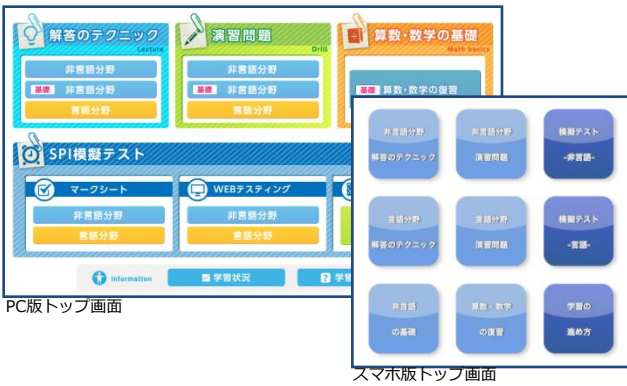 解答のテクニック
Lecture
非言語分野
基礎 非言語分野
言語分野
演習問題
Drill
非言語分野
基礎 非言語分野
言語分野
算数・数学の基礎
Math basics
基礎 算数・数学の復習
SPI模擬テスト
マークシート
非言語分野
言語分野
WEBテスティング
非言語分野
言語分野
Information
学習状況
PC版トップ画面
非言語分野
解答のテクニック
非言語分野
演習問題
模擬テスト
-非言語-
言語分野
解答のテクニック
言語分野
演習問題
模擬テスト
-言語-
非言語
の基礎
算数・数学
の復習
学習の
進め方
スマホ版トップ画面